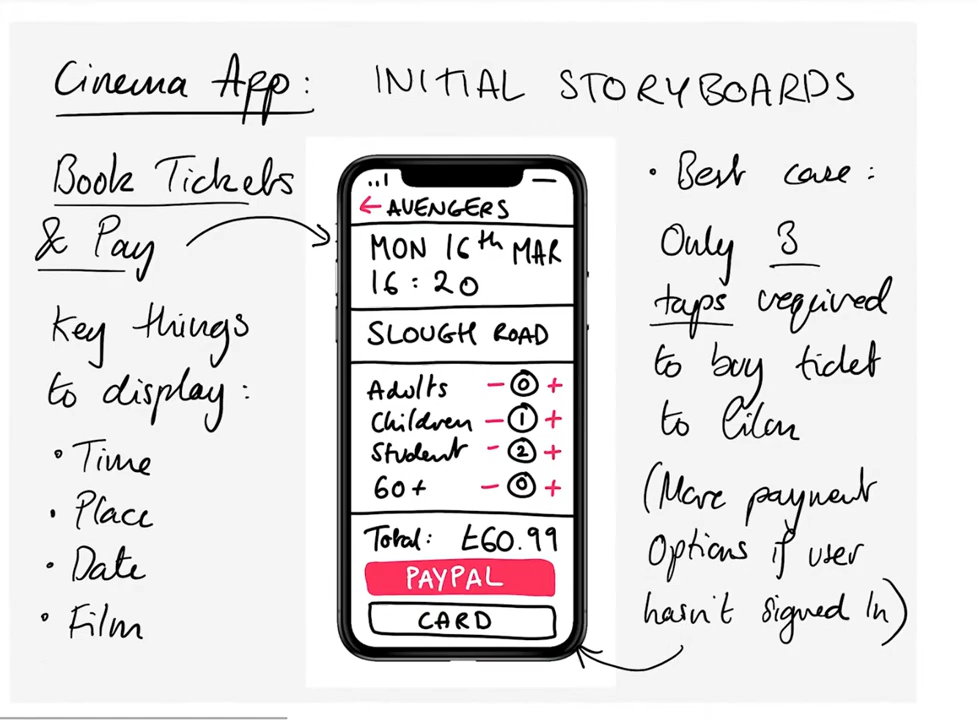 Cinema App: INITIAL STORYBOARDS
Book Tickets
& Pay
Key things
to display:
• Time
• Place
• Date
• Film
← AVENGERS
MON 16th MAR
16:20
SLOUGH ROAD
Adults - 0 +
Children - 1 +
Student - 2 +
60+ - 0 +
Total: £60.99
PAYPAL
CARD
• Best case:
Only 3
taps required
to buy ticket
to film
(More payment
options if user
hasn't signed In)